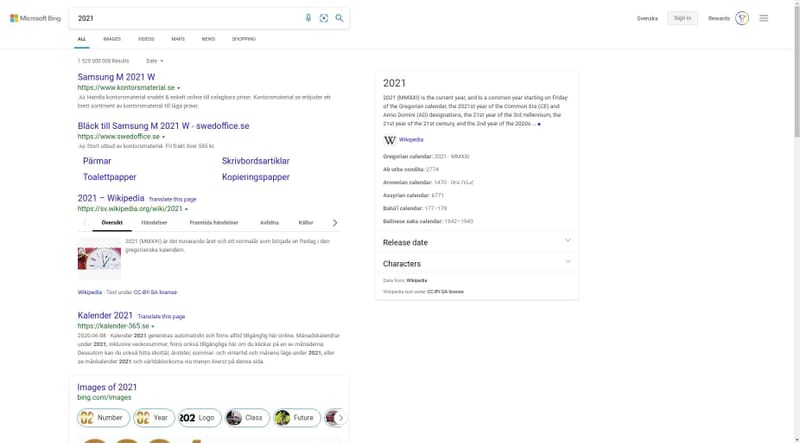 Microsoft Bing
2021
Svenska
Sign in
Rewards
ALL
IMAGES
VIDEOS
MAPS
NEWS
SHOPPING
1 520 000 000 Results
Date
Samsung M 2021 W
https://www.kontorsmaterial.se
Ad Handla kontorsmaterial snabbt & enkelt online till oslagbara priser. Kontorsmaterial.se erbjuder ett
brett sortiment av kontorsmaterial till låga priser.
Bläck till Samsung M 2021 W - swedoffice.se
https://www.swedoffice.se
Ad Stort utbud av kontorsmaterial. Fri frakt över 595 kr.
Pärmar
Skrivbordsartiklar
Toalettpapper
Kopieringspapper
2021 – Wikipedia Translate this page
https://sv.wikipedia.org/wiki/2021
Översikt
Händelser
Framtida händelser
Avlidna
Källor
2021 (MMXXI) är det nuvarande året och ett normalår som började en fredag i den
gregorianska kalendern.
Wikipedia · Text under CC-BY-SA license
Kalender 2021 Translate this page
https://kalender-365.se
2020-06-08 · Kalender 2021 genereras automatiskt och finns alltid tillgänglig här online. Månadskalendrar
under 2021, inklusive veckonummer, finns också tillgängliga här om du klickar på en av månaderna.
Dessutom kan du också hitta skottår, årstider, sommar- och vintertid och månens läge under 2021, eller
se månkalender 2021 och världsklockorna via menyn överst på denna sida.
Images of 2021
bing.com/images
Number
Year
202 Logo
Class
Future
2021
2021 (MMXXI) is the current year, and is a common year starting on Friday
of the Gregorian calendar, the 2021st year of the Common Era (CE) and
Anno Domini (AD) designations, the 21st year of the 3rd millennium, the
21st year of the 21st century, and the 2nd year of the 2020s …
W Wikipedia
Gregorian calendar: 2021 · MMXXI
Ab urbe condita: 2774
Armenian calendar: 1470 · ԹՎ ՌՆՀ
Assyrian calendar: 6771
Bahá'í calendar: 177–178
Balinese saka calendar: 1942–1943
Release date
Characters
Data from: Wikipedia
Wikipedia text under CC-BY-SA license